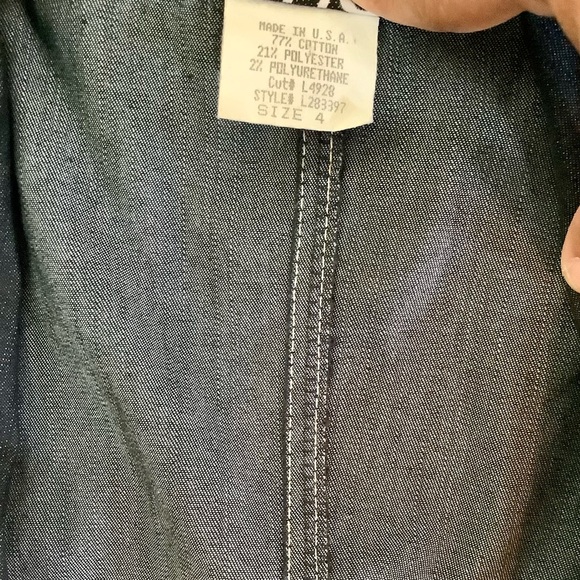 MADE IN U.S.A.
77% COTTON
21% POLYESTER
2% POLYURETHANE
Cut# L4928
STYLE# L283397
SIZE 4